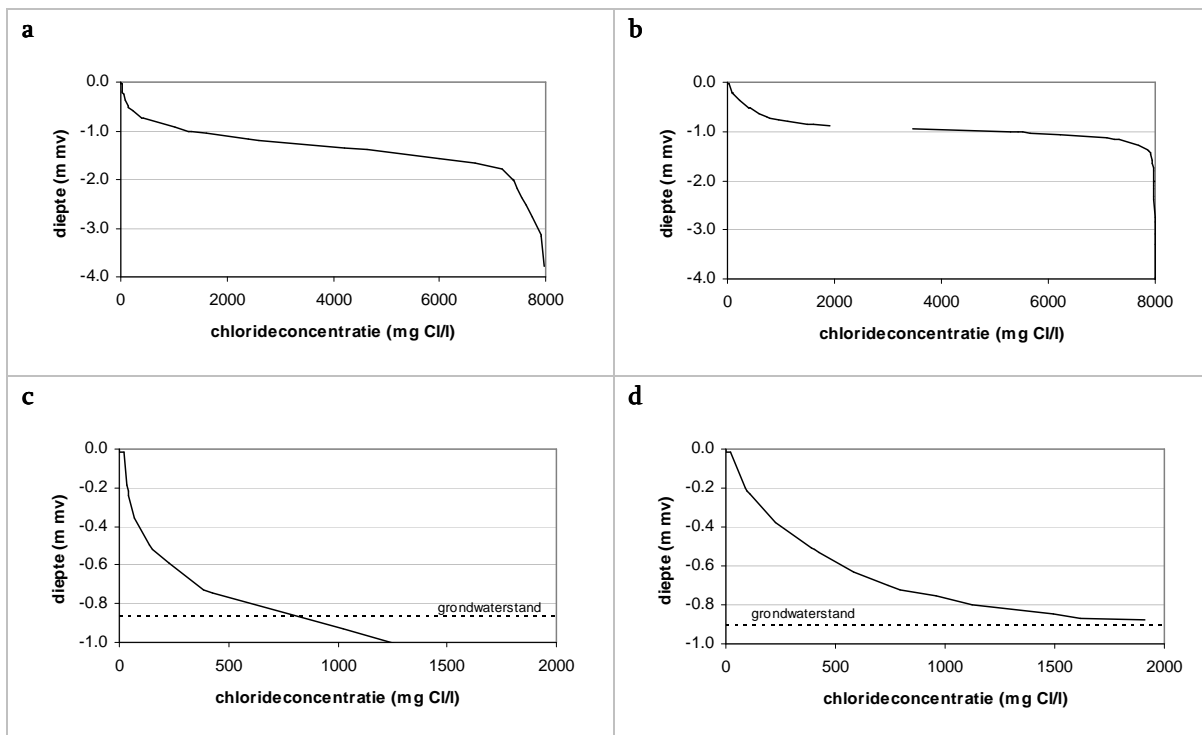 a
0.0
-1.0
-2.0
-3.0
-4.0
diepte (m mv)
0 2000 4000 6000 8000
chlorideconcentratie (mg Cl/l)
b
0.0
-1.0
-2.0
-3.0
-4.0
diepte (m mv)
0 2000 4000 6000 8000
chlorideconcentratie (mg Cl/l)
c
0.0
-0.2
-0.4
-0.6
-0.8
-1.0
diepte (m mv)
grondwaterstand
0 500 1000 1500 2000
chlorideconcentratie (mg Cl/l)
d
0.0
-0.2
-0.4
-0.6
-0.8
-1.0
diepte (m mv)
grondwaterstand
0 500 1000 1500 2000
chlorideconcentratie (mg Cl/l)